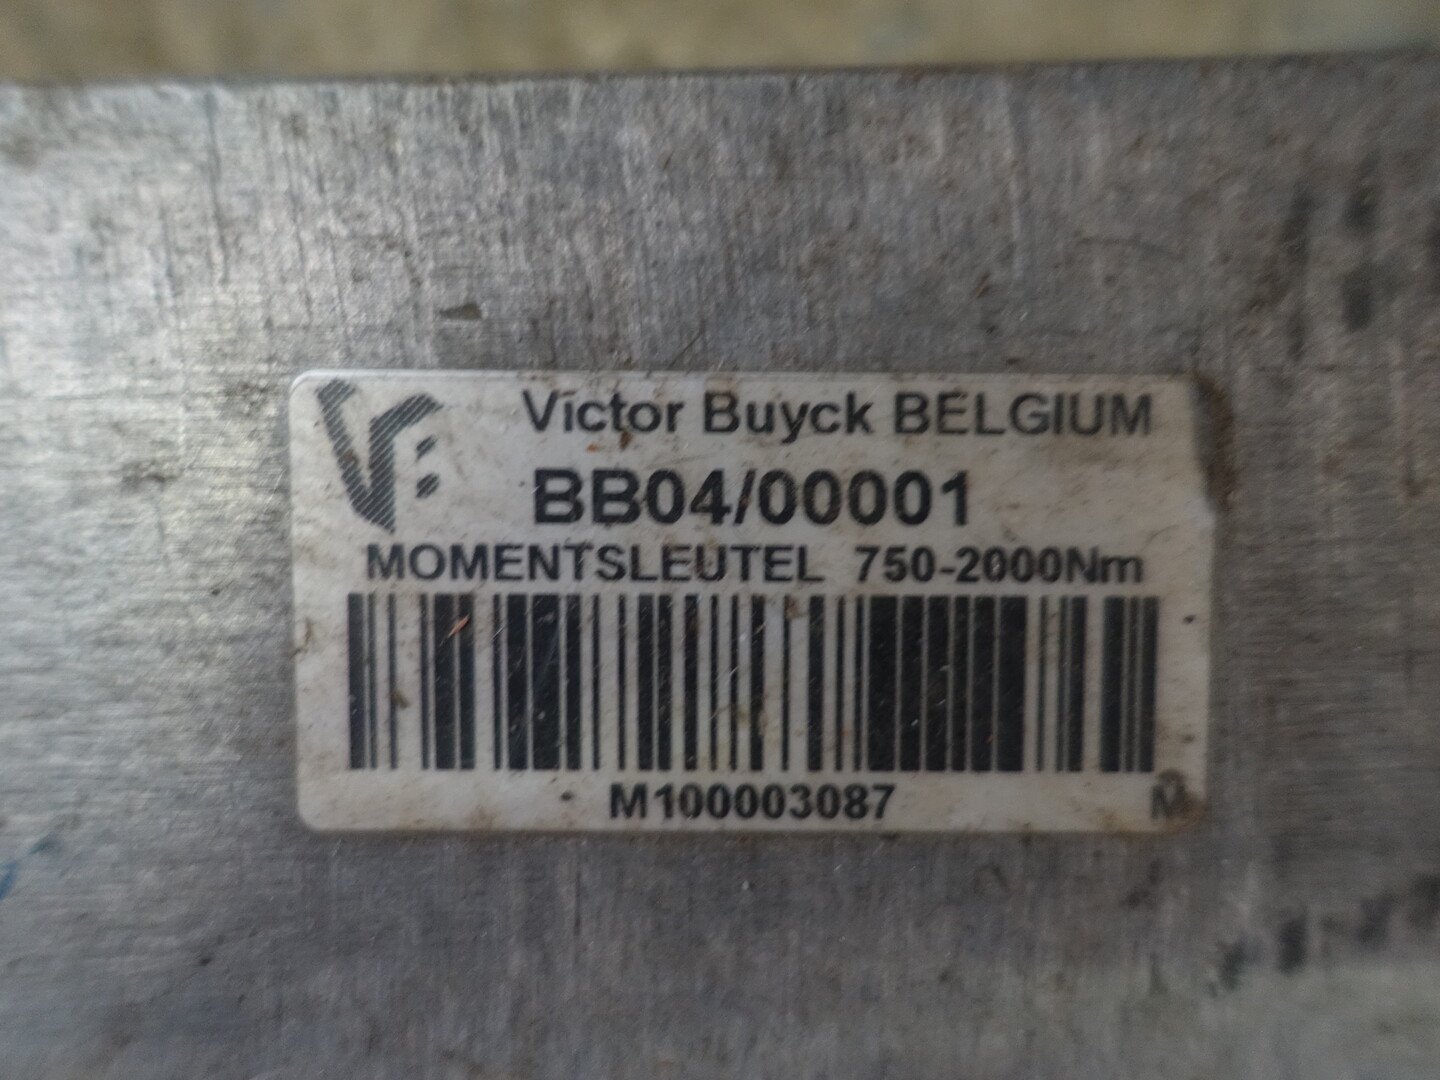 Victor Buyck BELGIUM
BB04/00001
MOMENTSLEUTEL 750-2000Nm
M100003087
M